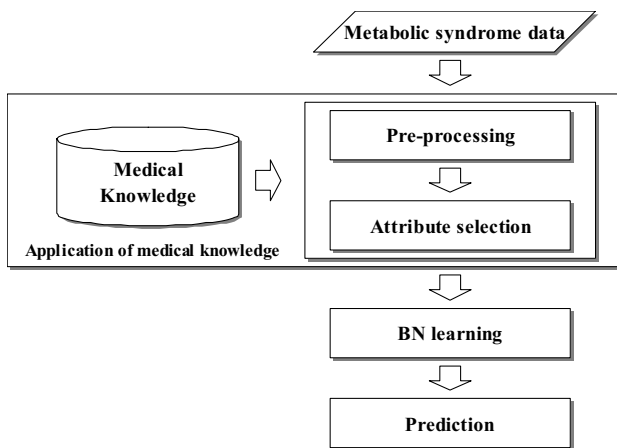 Metabolic syndrome data
Pre-processing
Medical
Knowledge
Attribute selection
Application of medical knowledge
BN learning
Prediction